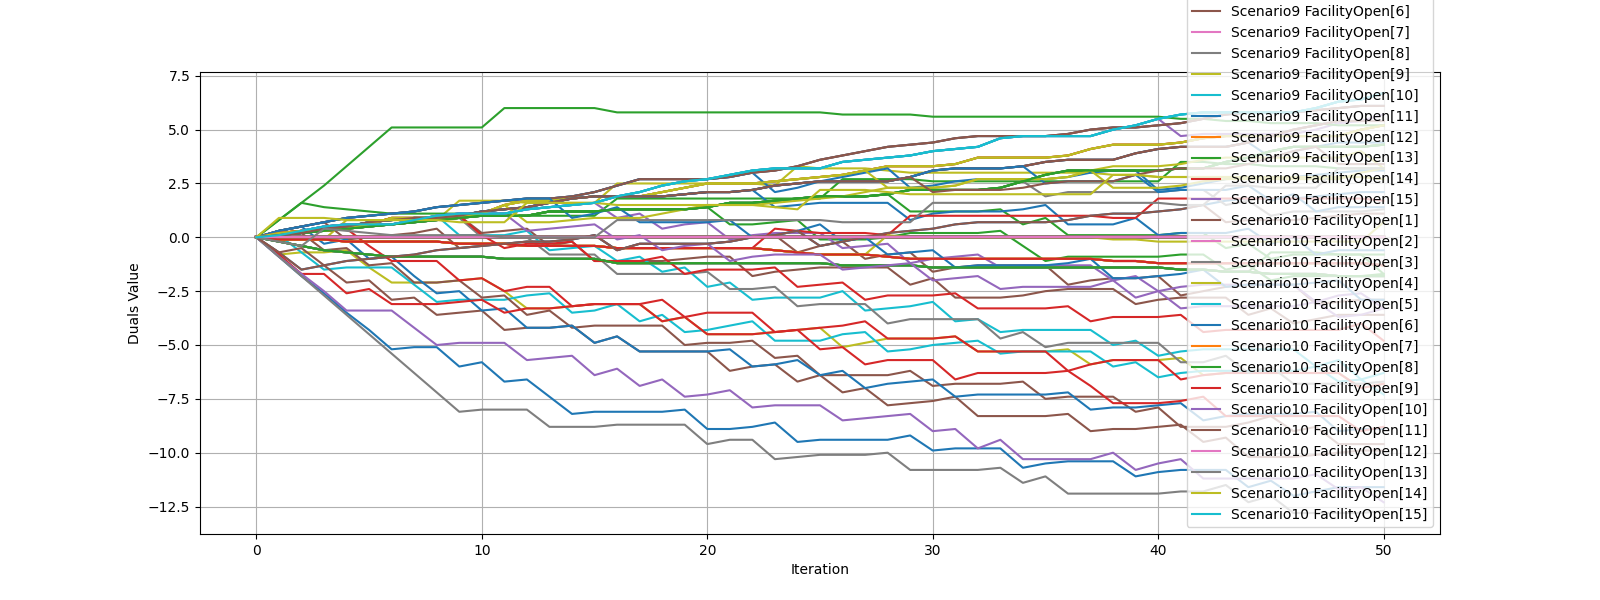 Scenario9 FacilityOpen[6]
Scenario9 FacilityOpen[7]
Scenario9 FacilityOpen[8]
Scenario9 FacilityOpen[9]
Scenario9 FacilityOpen[10]
Scenario9 FacilityOpen[11]
Scenario9 FacilityOpen[12]
Scenario9 FacilityOpen[13]
Scenario9 FacilityOpen[14]
Scenario9 FacilityOpen[15]
Scenario10 FacilityOpen[1]
Scenario10 FacilityOpen[2]
Scenario10 FacilityOpen[3]
Scenario10 FacilityOpen[4]
Scenario10 FacilityOpen[5]
Scenario10 FacilityOpen[6]
Scenario10 FacilityOpen[7]
Scenario10 FacilityOpen[8]
Scenario10 FacilityOpen[9]
Scenario10 FacilityOpen[10]
Scenario10 FacilityOpen[11]
Scenario10 FacilityOpen[12]
Scenario10 FacilityOpen[13]
Scenario10 FacilityOpen[14]
Scenario10 FacilityOpen[15]
7.5
5.0
2.5
0.0
−2.5
−5.0
−7.5
−10.0
−12.5
Duals Value
0 10 20 30 40 50
Iteration